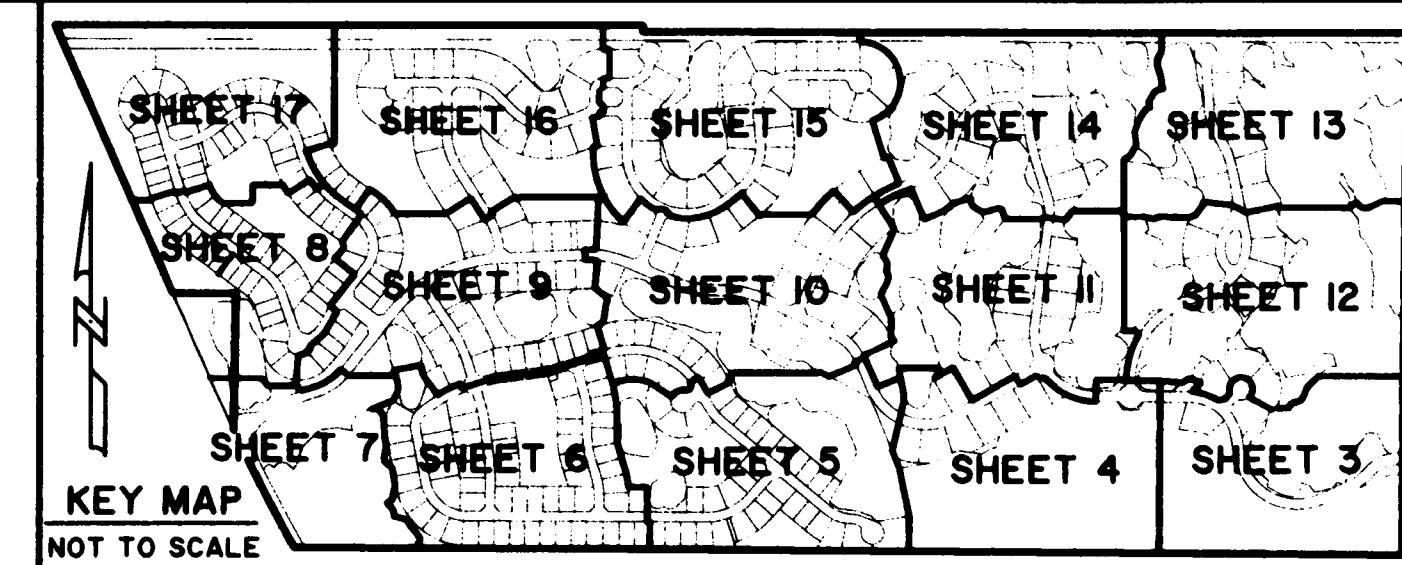 SHEET 17
SHEET 16
SHEET 15
SHEET 14
SHEET 13
SHEET 8
SHEET 9
SHEET 10
SHEET 11
SHEET 12
SHEET 7
SHEET 6
SHEET 5
SHEET 4
SHEET 3
N
KEY MAP
NOT TO SCALE